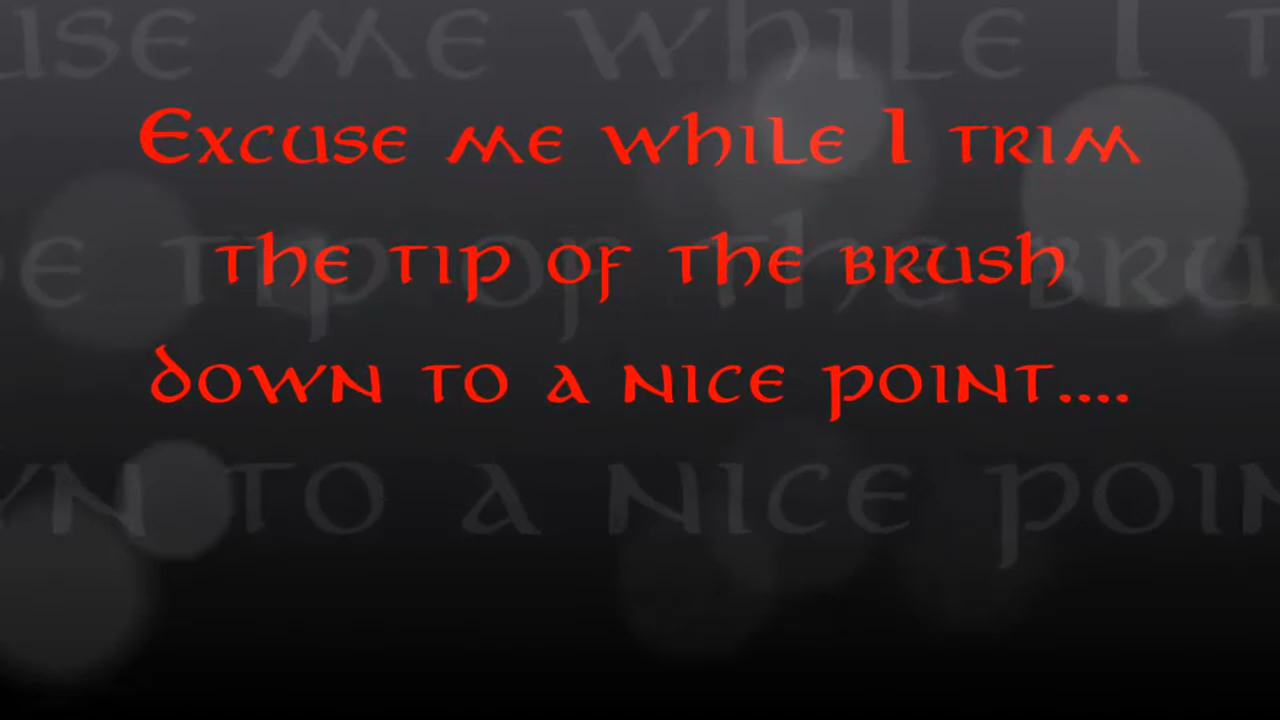 Excuse me while I trim
the tip of the brush
down to a nice point....